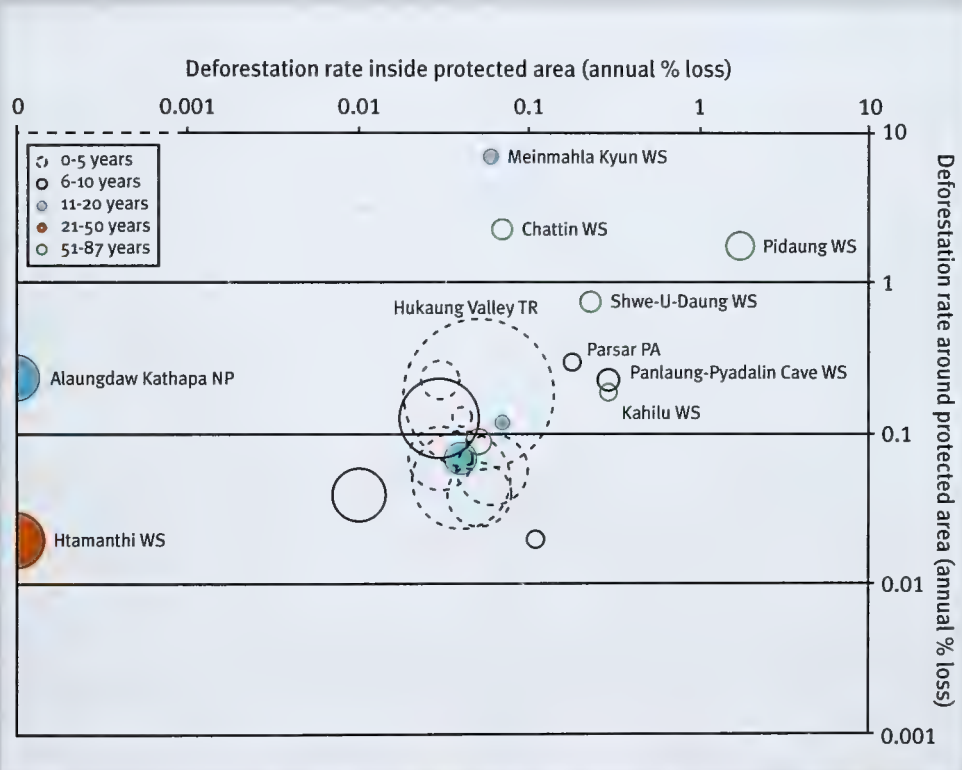 Deforestation rate inside protected area (annual % loss)
0 0.001 0.01 0.1 1 10
10
0-5 years
6-10 years
11-20 years
21-50 years
51-87 years
Meinmahla Kyun WS
Chattin WS
Pidaung WS
1
Shwe-U-Daung WS
Hukaung Valley TR
Parsar PA
Panlaung-Pyadalin Cave WS
Alaungdaw Kathapa NP
Kahilu WS
0.1
Htamanthi WS
0.01
0.001
Deforestation rate around protected area (annual % loss)